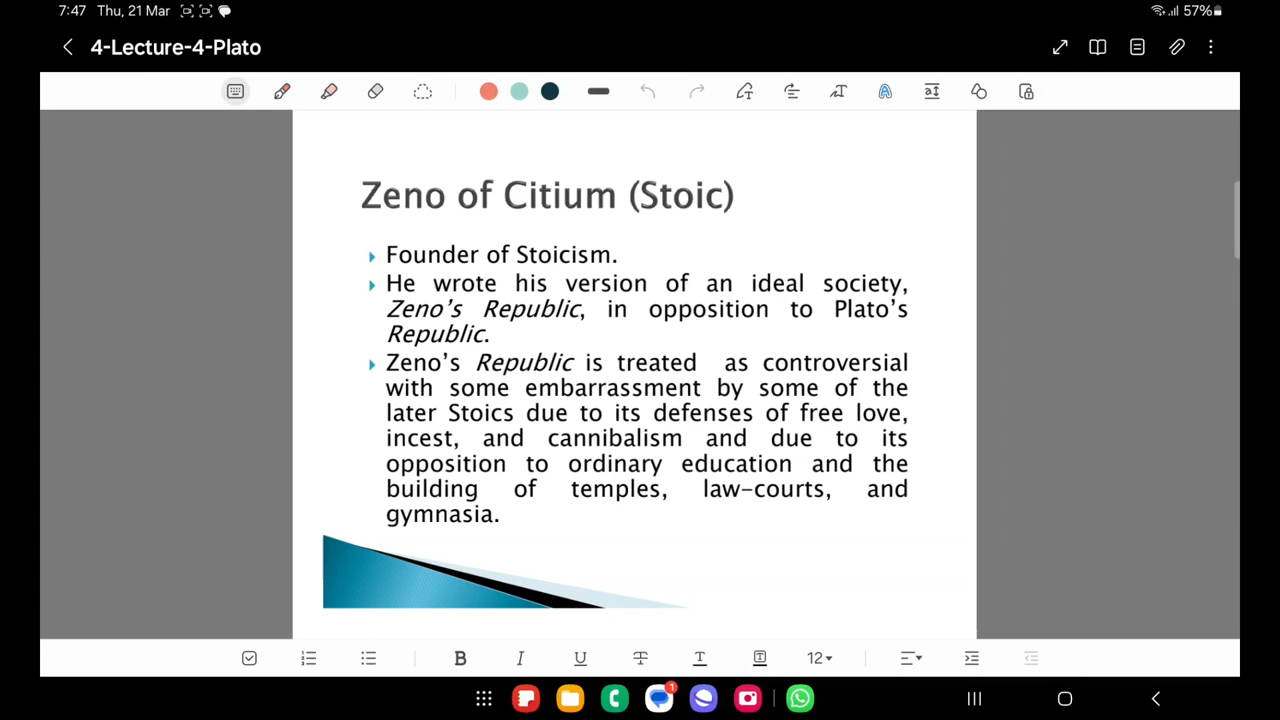 7:47 Thu, 21 Mar
57%
4-Lecture-4-Plato
Zeno of Citium (Stoic)
Founder of Stoicism.
He wrote his version of an ideal society,
Zeno's Republic, in opposition to Plato's
Republic.
Zeno's Republic is treated as controversial
with some embarrassment by some of the
later Stoics due to its defenses of free love,
incest, and cannibalism and due to its
opposition to ordinary education and the
building of temples, law-courts, and
gymnasia.
B I U T T T 12
1